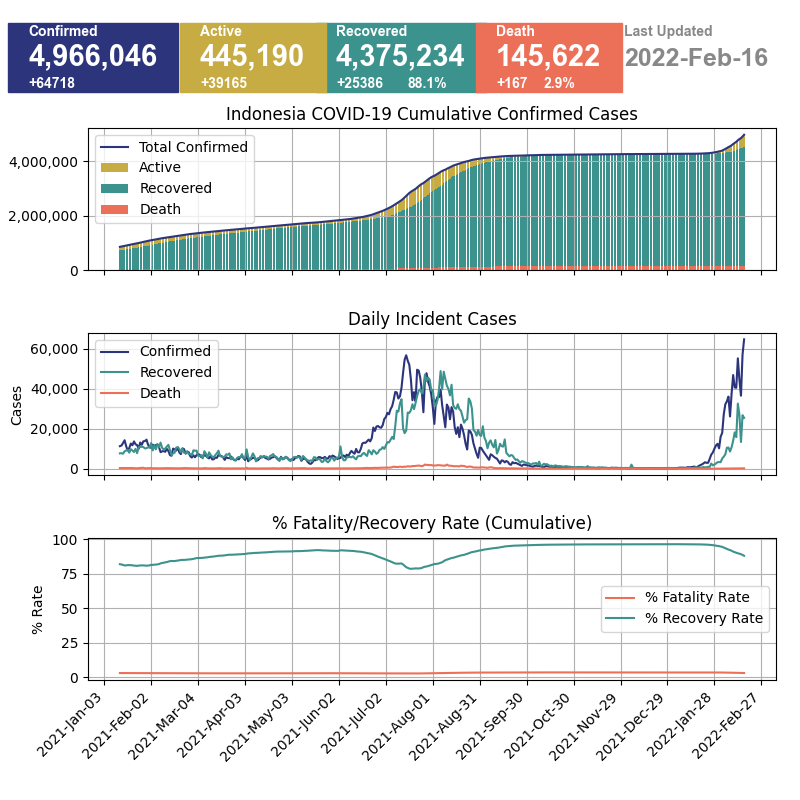 Confirmed
4,966,046
+64718
Active
445,190
+39165
Recovered
4,375,234
+25386 88.1%
Death
145,622
+167 2.9%
Last Updated
2022-Feb-16
Indonesia COVID-19 Cumulative Confirmed Cases
Total Confirmed
Active
Recovered
Death
4,000,000
2,000,000
0
Daily Incident Cases
Confirmed
Recovered
Death
60,000
40,000
20,000
0
Cases
% Fatality/Recovery Rate (Cumulative)
% Fatality Rate
% Recovery Rate
100
75
50
25
0
% Rate
2021-Jan-03
2021-Feb-02
2021-Mar-04
2021-Apr-03
2021-May-03
2021-Jun-02
2021-Jul-02
2021-Aug-01
2021-Aug-31
2021-Sep-30
2021-Oct-30
2021-Nov-29
2021-Dec-29
2022-Jan-28
2022-Feb-27